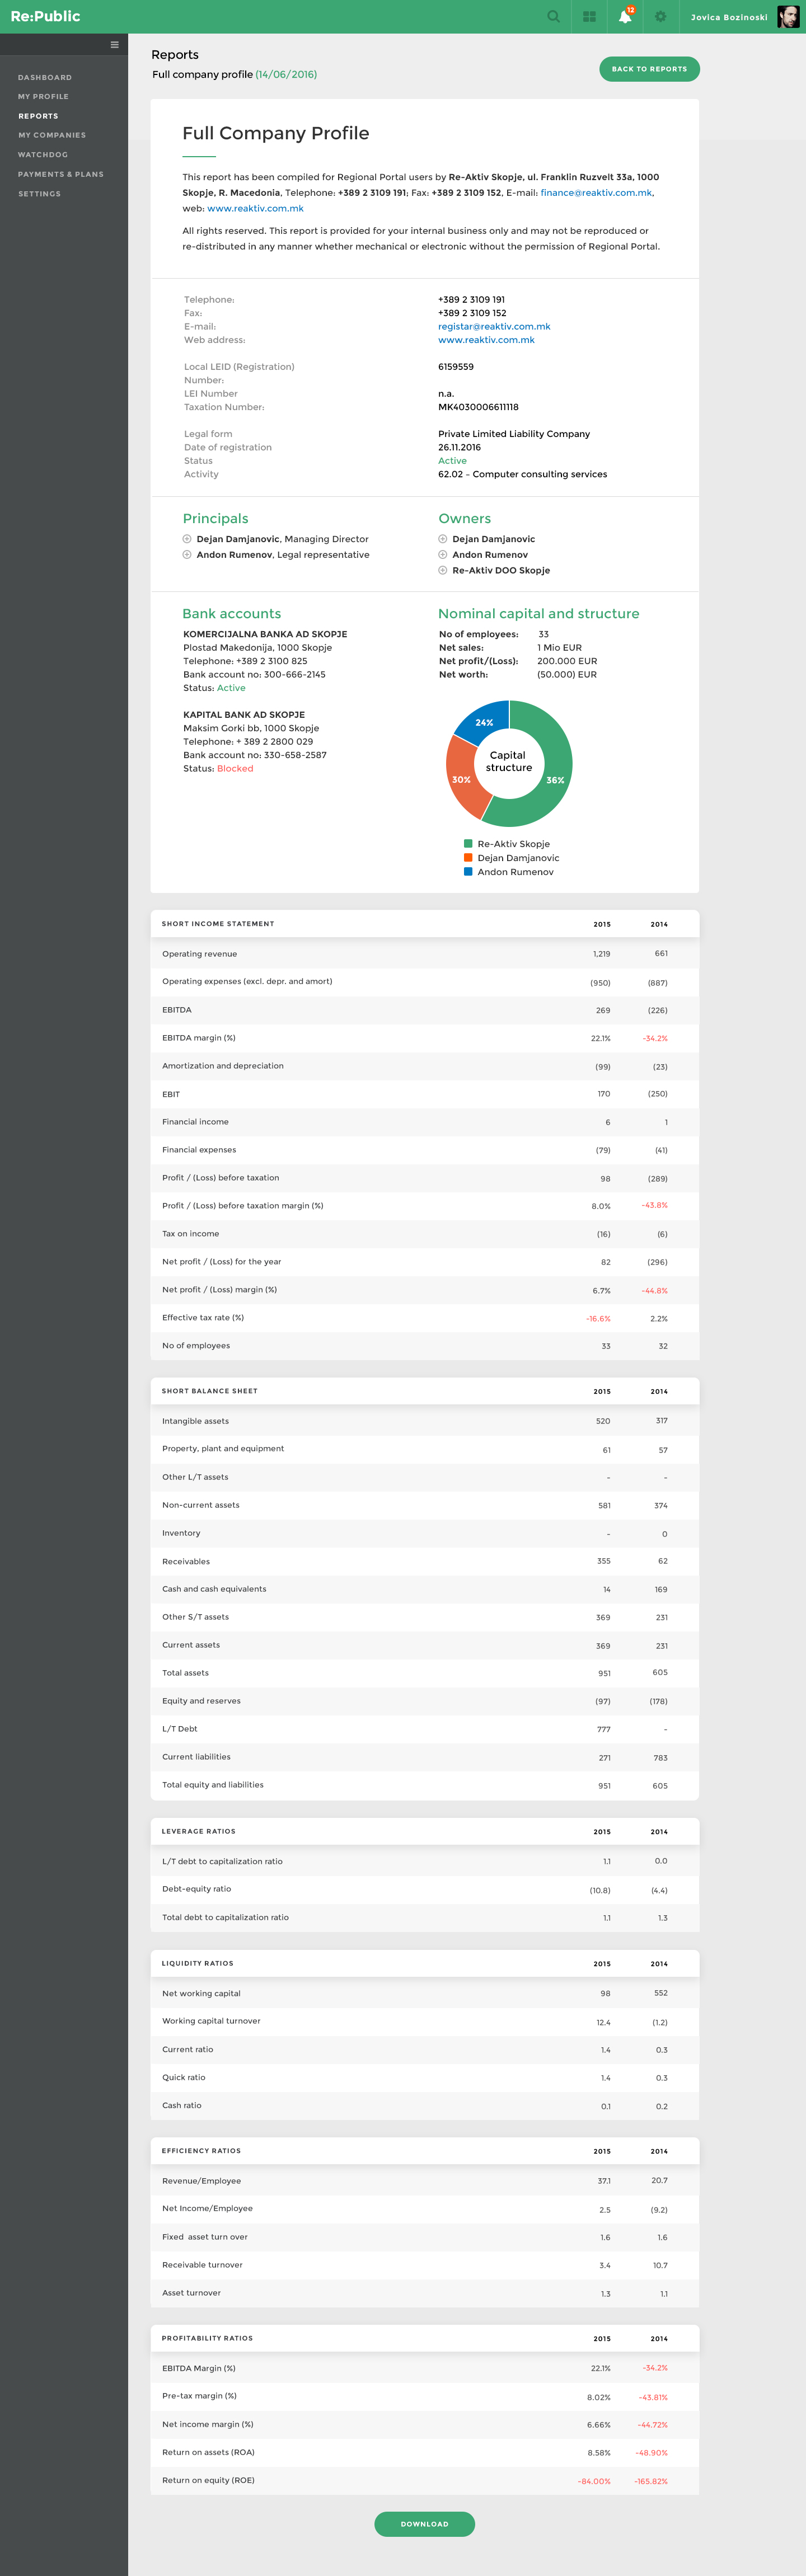 Re:Public
12
Jovica Bozinoski
DASHBOARD
MY PROFILE
REPORTS
MY COMPANIES
WATCHDOG
PAYMENTS & PLANS
SETTINGS
Reports
Full company profile (14/06/2016)
BACK TO REPORTS
Full Company Profile
This report has been compiled for Regional Portal users by Re-Aktiv Skopje, ul. Franklin Ruzvelt 33a, 1000
Skopje, R. Macedonia, Telephone: +389 2 3109 191; Fax: +389 2 3109 152, E-mail: finance@reaktiv.com.mk,
web: www.reaktiv.com.mk
All rights reserved. This report is provided for your internal business only and may not be reproduced or
re-distributed in any manner whether mechanical or electronic without the permission of Regional Portal.
Telephone: +389 2 3109 191
Fax: +389 2 3109 152
E-mail: registar@reaktiv.com.mk
Web address: www.reaktiv.com.mk
Local LEID (Registration) 6159559
Number:
LEI Number n.a.
Taxation Number: MK4030006611118
Legal form Private Limited Liability Company
Date of registration 26.11.2016
Status Active
Activity 62.02 – Computer consulting services
Principals
Dejan Damjanovic, Managing Director
Andon Rumenov, Legal representative
Owners
Dejan Damjanovic
Andon Rumenov
Re-Aktiv DOO Skopje
Bank accounts
KOMERCIJALNA BANKA AD SKOPJE
Plostad Makedonija, 1000 Skopje
Telephone: +389 2 3100 825
Bank account no: 300-666-2145
Status: Active
KAPITAL BANK AD SKOPJE
Maksim Gorki bb, 1000 Skopje
Telephone: + 389 2 2800 029
Bank account no: 330-658-2587
Status: Blocked
Nominal capital and structure
No of employees: 33
Net sales: 1 Mio EUR
Net profit/(Loss): 200.000 EUR
Net worth: (50.000) EUR
24%
Capital
structure
30%
36%
Re-Aktiv Skopje
Dejan Damjanovic
Andon Rumenov
SHORT INCOME STATEMENT 2015 2014
Operating revenue 1,219 661
Operating expenses (excl. depr. and amort) (950) (887)
EBITDA 269 (226)
EBITDA margin (%) 22.1% -34.2%
Amortization and depreciation (99) (23)
EBIT 170 (250)
Financial income 6 1
Financial expenses (79) (41)
Profit / (Loss) before taxation 98 (289)
Profit / (Loss) before taxation margin (%) 8.0% -43.8%
Tax on income (16) (6)
Net profit / (Loss) for the year 82 (296)
Net profit / (Loss) margin (%) 6.7% -44.8%
Effective tax rate (%) -16.6% 2.2%
No of employees 33 32
SHORT BALANCE SHEET 2015 2014
Intangible assets 520 317
Property, plant and equipment 61 57
Other L/T assets - -
Non-current assets 581 374
Inventory - 0
Receivables 355 62
Cash and cash equivalents 14 169
Other S/T assets 369 231
Current assets 369 231
Total assets 951 605
Equity and reserves (97) (178)
L/T Debt 777 -
Current liabilities 271 783
Total equity and liabilities 951 605
LEVERAGE RATIOS 2015 2014
L/T debt to capitalization ratio 1.1 0.0
Debt-equity ratio (10.8) (4.4)
Total debt to capitalization ratio 1.1 1.3
LIQUIDITY RATIOS 2015 2014
Net working capital 98 552
Working capital turnover 12.4 (1.2)
Current ratio 1.4 0.3
Quick ratio 1.4 0.3
Cash ratio 0.1 0.2
EFFICIENCY RATIOS 2015 2014
Revenue/Employee 37.1 20.7
Net Income/Employee 2.5 (9.2)
Fixed asset turn over 1.6 1.6
Receivable turnover 3.4 10.7
Asset turnover 1.3 1.1
PROFITABILITY RATIOS 2015 2014
EBITDA Margin (%) 22.1% -34.2%
Pre-tax margin (%) 8.02% -43.81%
Net income margin (%) 6.66% -44.72%
Return on assets (ROA) 8.58% -48.90%
Return on equity (ROE) -84.00% -165.82%
DOWNLOAD